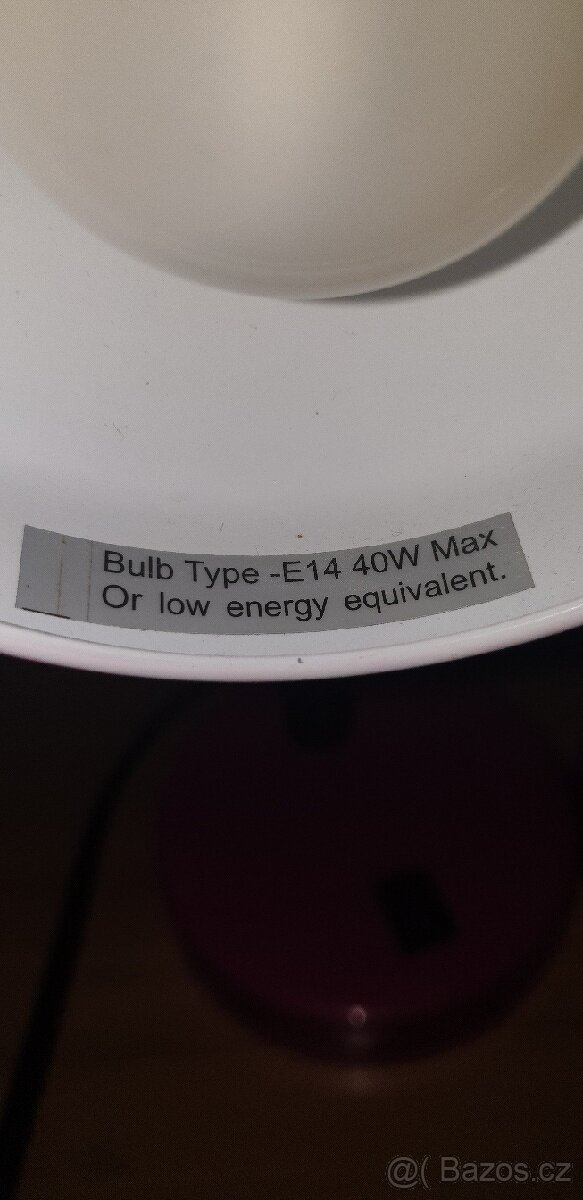 Bulb Type -E14 40W Max
Or low energy equivalent.
@( Bazos.cz